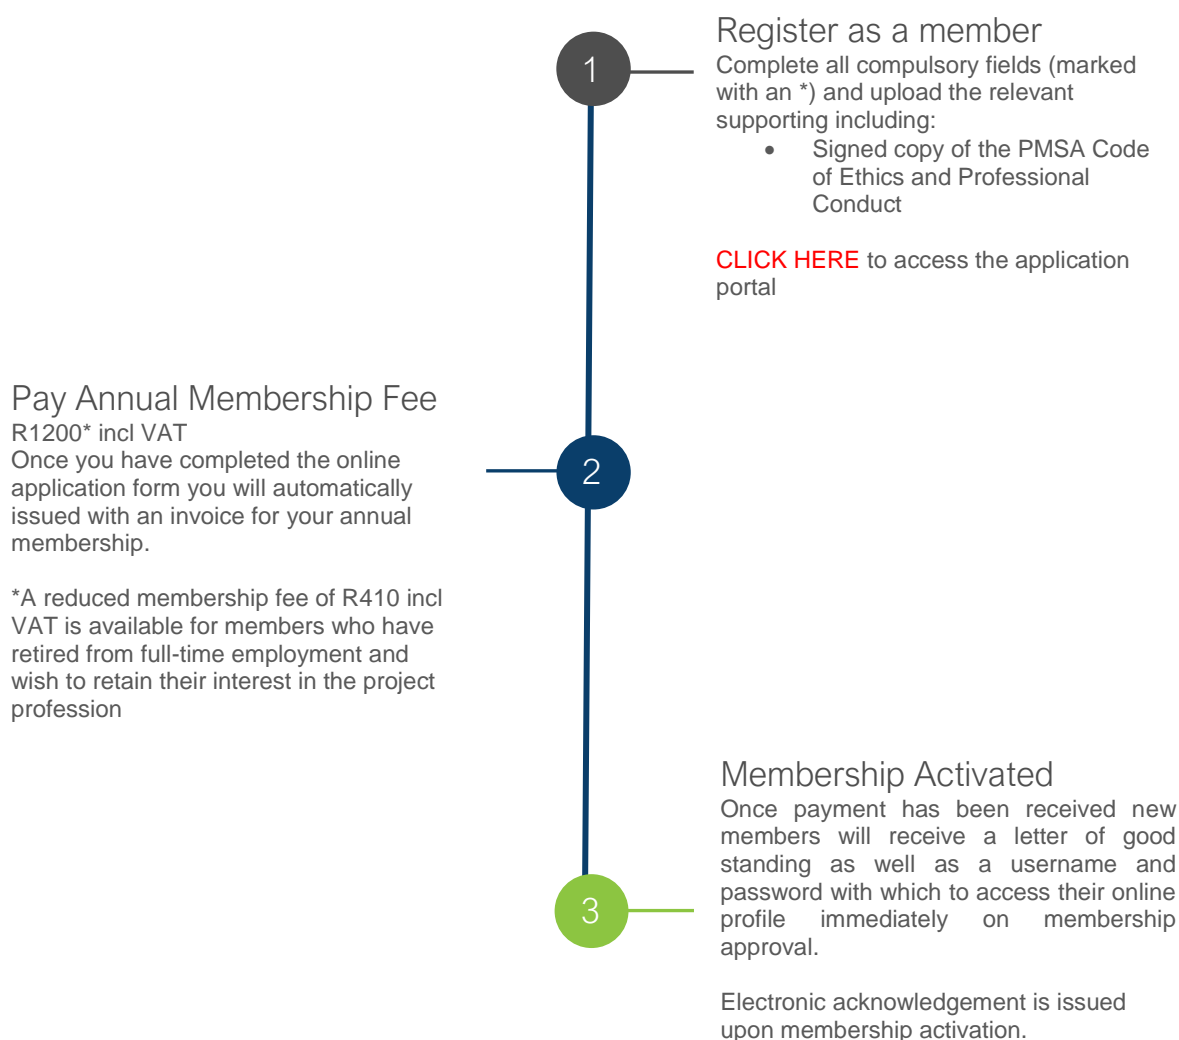 1
Register as a member
Complete all compulsory fields (marked
with an *) and upload the relevant
supporting including:
• Signed copy of the PMSA Code
of Ethics and Professional
Conduct
CLICK HERE to access the application
portal
Pay Annual Membership Fee
R1200* incl VAT
Once you have completed the online
application form you will automatically
issued with an invoice for your annual
membership.
*A reduced membership fee of R410 incl
VAT is available for members who have
retired from full-time employment and
wish to retain their interest in the project
profession
2
Membership Activated
Once payment has been received new
members will receive a letter of good
standing as well as a username and
password with which to access their online
profile immediately on membership
approval.
3
Electronic acknowledgement is issued
upon membership activation.